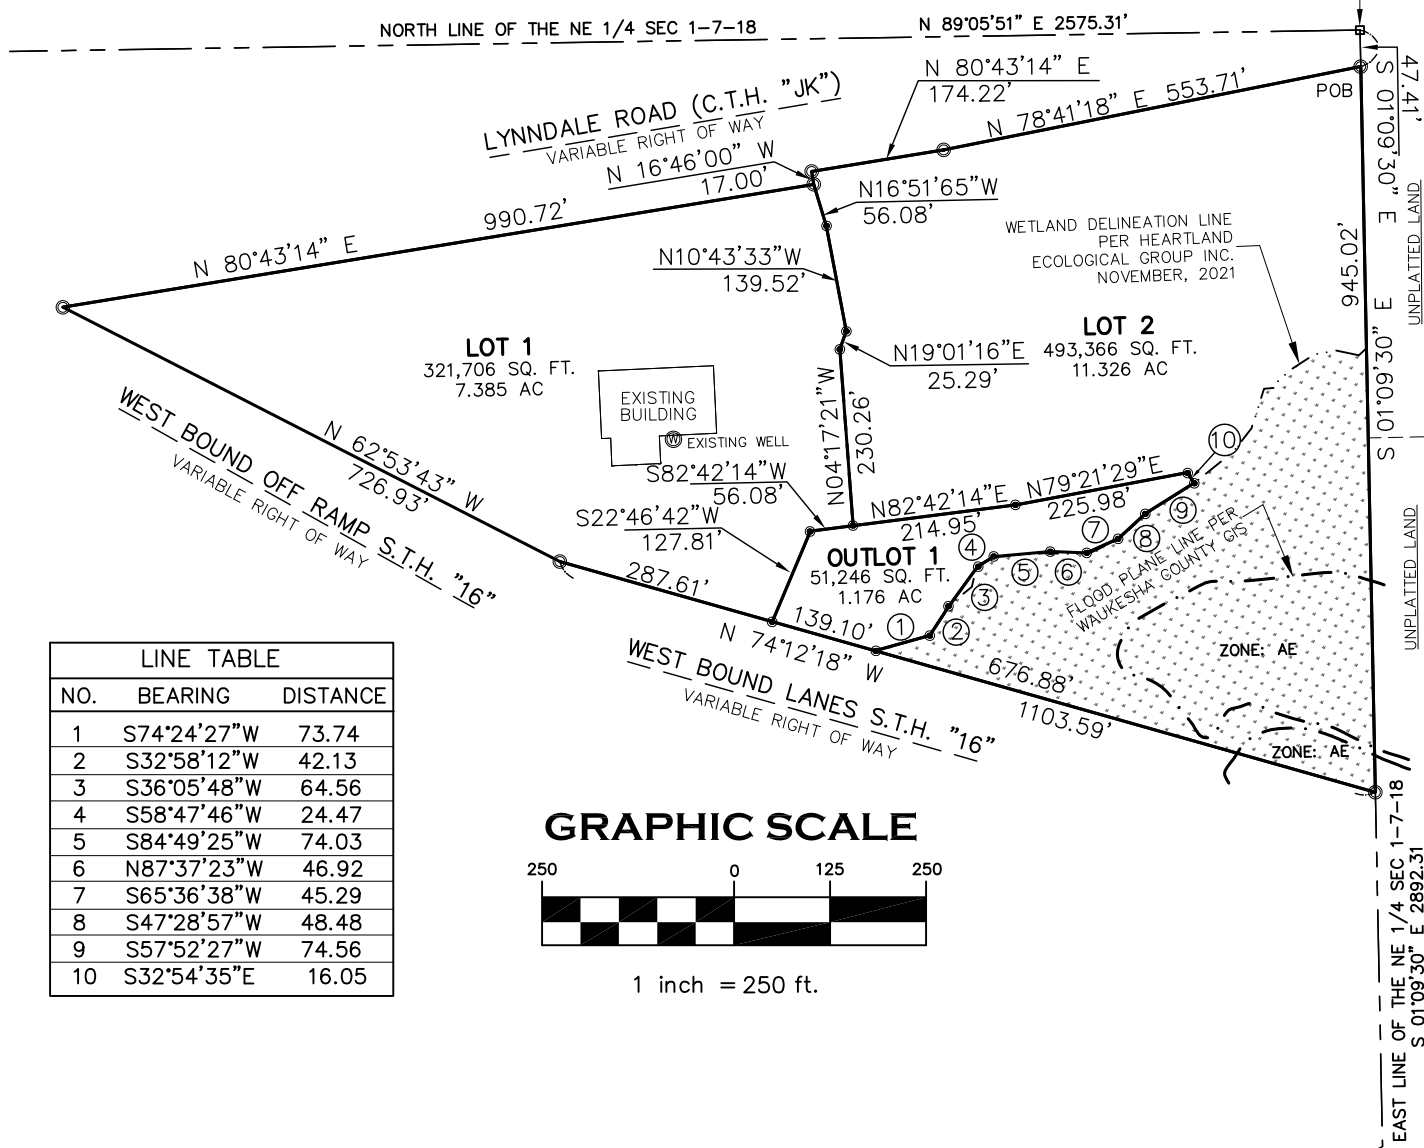 NORTH LINE OF THE NE 1/4 SEC 1-7-18
N 89°05'51" E 2575.31'
47.41'
S 01°09'30" E
POB
UNPLATTED LAND
LYNNDALE ROAD (C.T.H. "JK")
VARIABLE RIGHT OF WAY
N 80°43'14" E
174.22'
N 78°41'18" E 553.71'
N 16°46'00" W
17.00'
N16°51'65"W
56.08'
990.72'
N 80°43'14" E
N10°43'33"W
139.52'
WETLAND DELINEATION LINE
PER HEARTLAND
ECOLOGICAL GROUP INC.
NOVEMBER, 2021
945.02'
S 01°09'30" E
LOT 1
321,706 SQ. FT.
7.385 AC
LOT 2
493,366 SQ. FT.
11.326 AC
N19°01'16"E
25.29'
EXISTING
BUILDING
W
EXISTING WELL
N04°17'21"W
230.26'
WEST BOUND OFF RAMP S.T.H. "16"
VARIABLE RIGHT OF WAY
N 62°53'43" W
726.93'
S82°42'14"W
56.08'
S22°46'42"W
127.81'
N82°42'14"E
214.95'
N79°21'29"E
225.98'
10
9
8
7
6
5
4
3
2
1
OUTLOT 1
51,246 SQ. FT.
1.176 AC
FLOOD PLANE LINE PER
WAUKESHA COUNTY GIS
UNPLATTED LAND
287.61'
139.10'
N 74°12'18" W
676.88'
1103.59'
ZONE: AE
ZONE: AE
WEST BOUND LANES S.T.H. "16"
VARIABLE RIGHT OF WAY
LINE TABLE
NO. BEARING DISTANCE
1 S74°24'27"W 73.74
2 S32°58'12"W 42.13
3 S36°05'48"W 64.56
4 S58°47'46"W 24.47
5 S84°49'25"W 74.03
6 N87°37'23"W 46.92
7 S65°36'38"W 45.29
8 S47°28'57"W 48.48
9 S57°52'27"W 74.56
10 S32°54'35"E 16.05
GRAPHIC SCALE
250 0 125 250
1 inch = 250 ft.
EAST LINE OF THE NE 1/4 SEC 1-7-18
S 01°09'30" E 2892.31